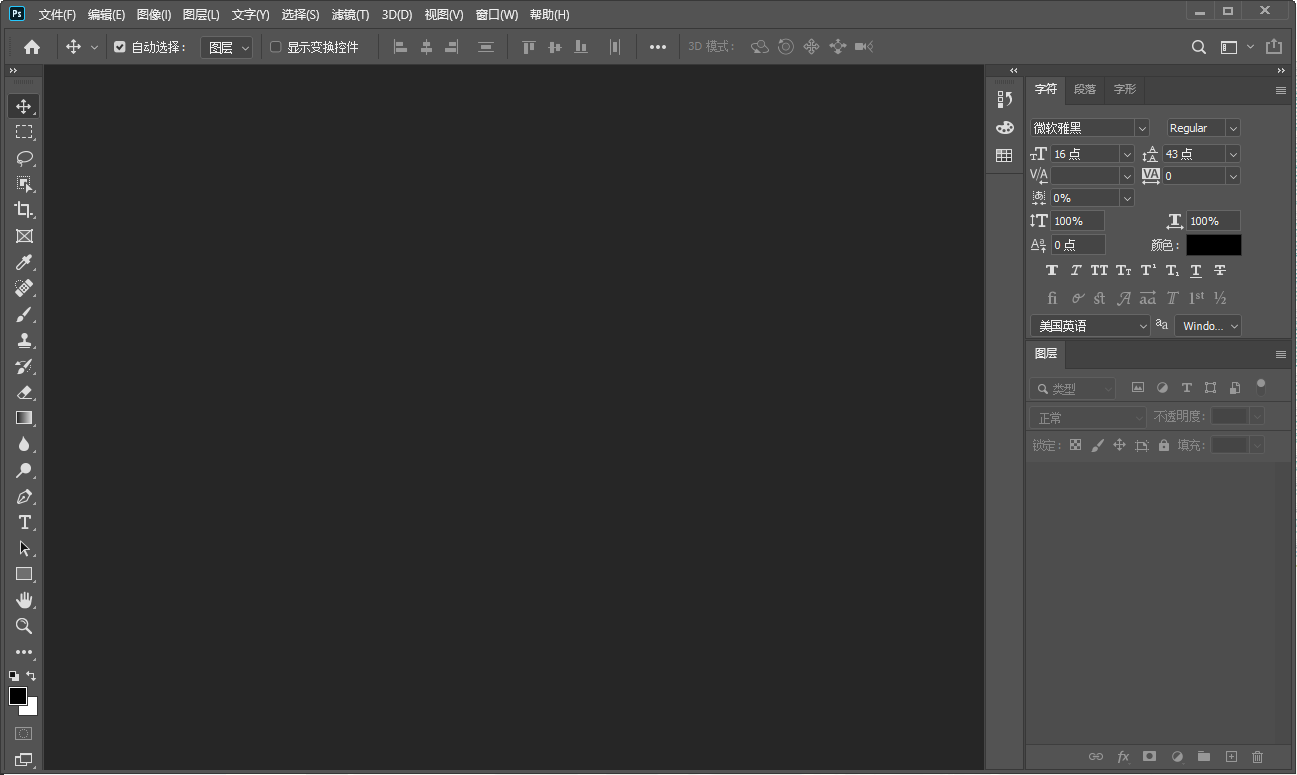 Ps 文件(F) 编辑(E) 图像(I) 图层(L) 文字(Y) 选择(S) 滤镜(T) 3D(D) 视图(V) 窗口(W) 帮助(H)
自动选择： 图层 显示变换控件 3D 模式：
字符 段落 字形
微软雅黑 Regular
16 点 43 点
V/A VA 0
0%
100% 100%
0 点 颜色：
T T TT TT T¹ T₁ T T
fi st A aa T 1st ½
美国英语 aa Windo...
图层
类型
正常 不透明度：
锁定： 填充：
fx